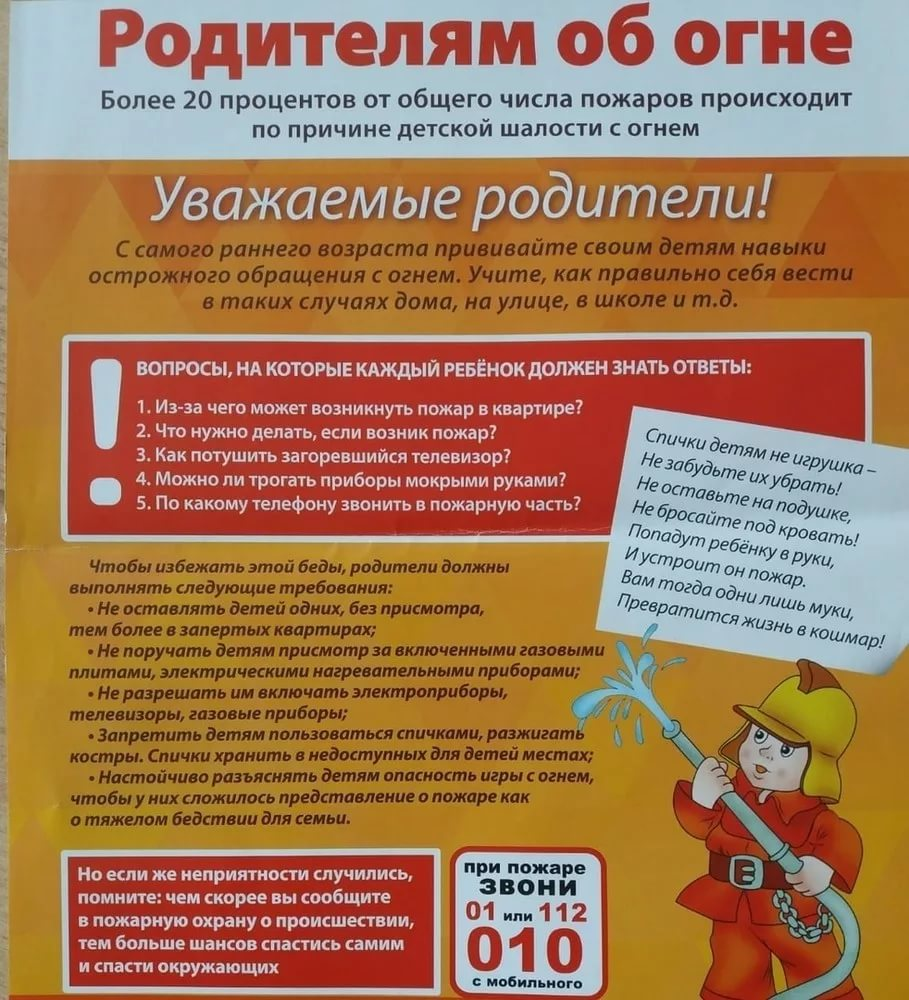 Родителям об огне
Более 20 процентов от общего числа пожаров происходит
по причине детской шалости с огнем
Уважаемые родители!
С самого раннего возраста прививайте своим детям навыки
острожного обращения с огнем. Учите, как правильно себя вести
в таких случаях дома, на улице, в школе и т.д.
!
ВОПРОСЫ, НА КОТОРЫЕ КАЖДЫЙ РЕБЁНОК ДОЛЖЕН ЗНАТЬ ОТВЕТЫ:
1. Из-за чего может возникнуть пожар в квартире?
2. Что нужно делать, если возник пожар?
3. Как потушить загоревшийся телевизор?
4. Можно ли трогать приборы мокрыми руками?
5. По какому телефону звонить в пожарную часть?
Спички детям не игрушка –
Не забудьте их убрать!
Не оставьте на подушке,
Не бросайте под кровать!
Попадут ребёнку в руки,
И устроит он пожар.
Вам тогда одни лишь муки,
Превратится жизнь в кошмар!
Чтобы избежать этой беды, родители должны
выполнять следующие требования:
• Не оставлять детей одних, без присмотра,
тем более в запертых квартирах;
• Не поручать детям присмотр за включенными газовыми
плитами, электрическими нагревательными приборами;
• Не разрешать им включать электроприборы,
телевизоры, газовые приборы;
• Запретить детям пользоваться спичками, разжигать
костры. Спички хранить в недоступных для детей местах;
• Настойчиво разъяснять детям опасность игры с огнем,
чтобы у них сложилось представление о пожаре как
о тяжелом бедствии для семьи.
Но если же неприятности случились,
помните: чем скорее вы сообщите
в пожарную охрану о происшествии,
тем больше шансов спастись самим
и спасти окружающих
при пожаре
ЗВОНИ
01 или 112
010
с мобильного